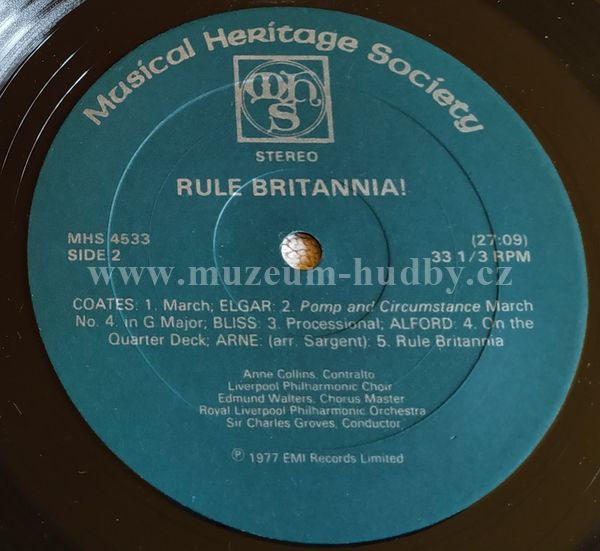 Musical Heritage Society
MHS
STEREO
RULE BRITANNIA!
MHS 4533 (27:09)
SIDE 2 33 1/3 RPM
www.muzeum-hudby.cz
COATES: 1. March; ELGAR: 2. Pomp and Circumstance March
No. 4. in G Major; BLISS: 3. Processional; ALFORD: 4. On the
Quarter Deck; ARNE: (arr. Sargent): 5. Rule Britannia
Anne Collins, Contralto
Liverpool Philharmonic Choir
Edmund Walters, Chorus Master
Royal Liverpool Philharmonic Orchestra
Sir Charles Groves, Conductor
Ⓟ 1977 EMI Records Limited